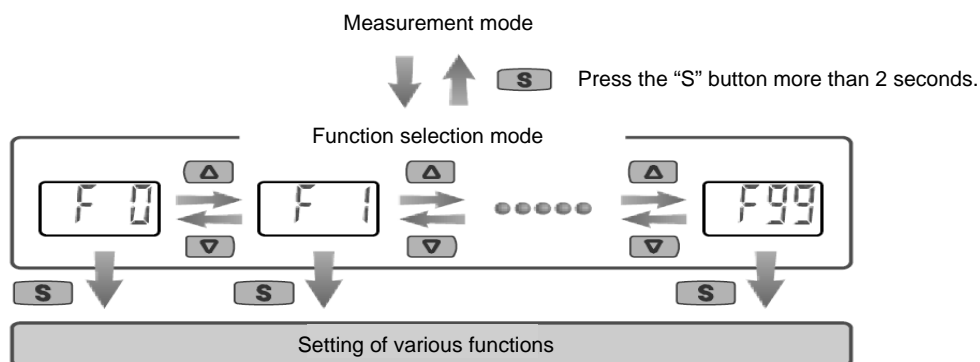 Measurement mode
S Press the “S” button more than 2 seconds.
Function selection mode
F 0 F 1 F99
S S S
Setting of various functions